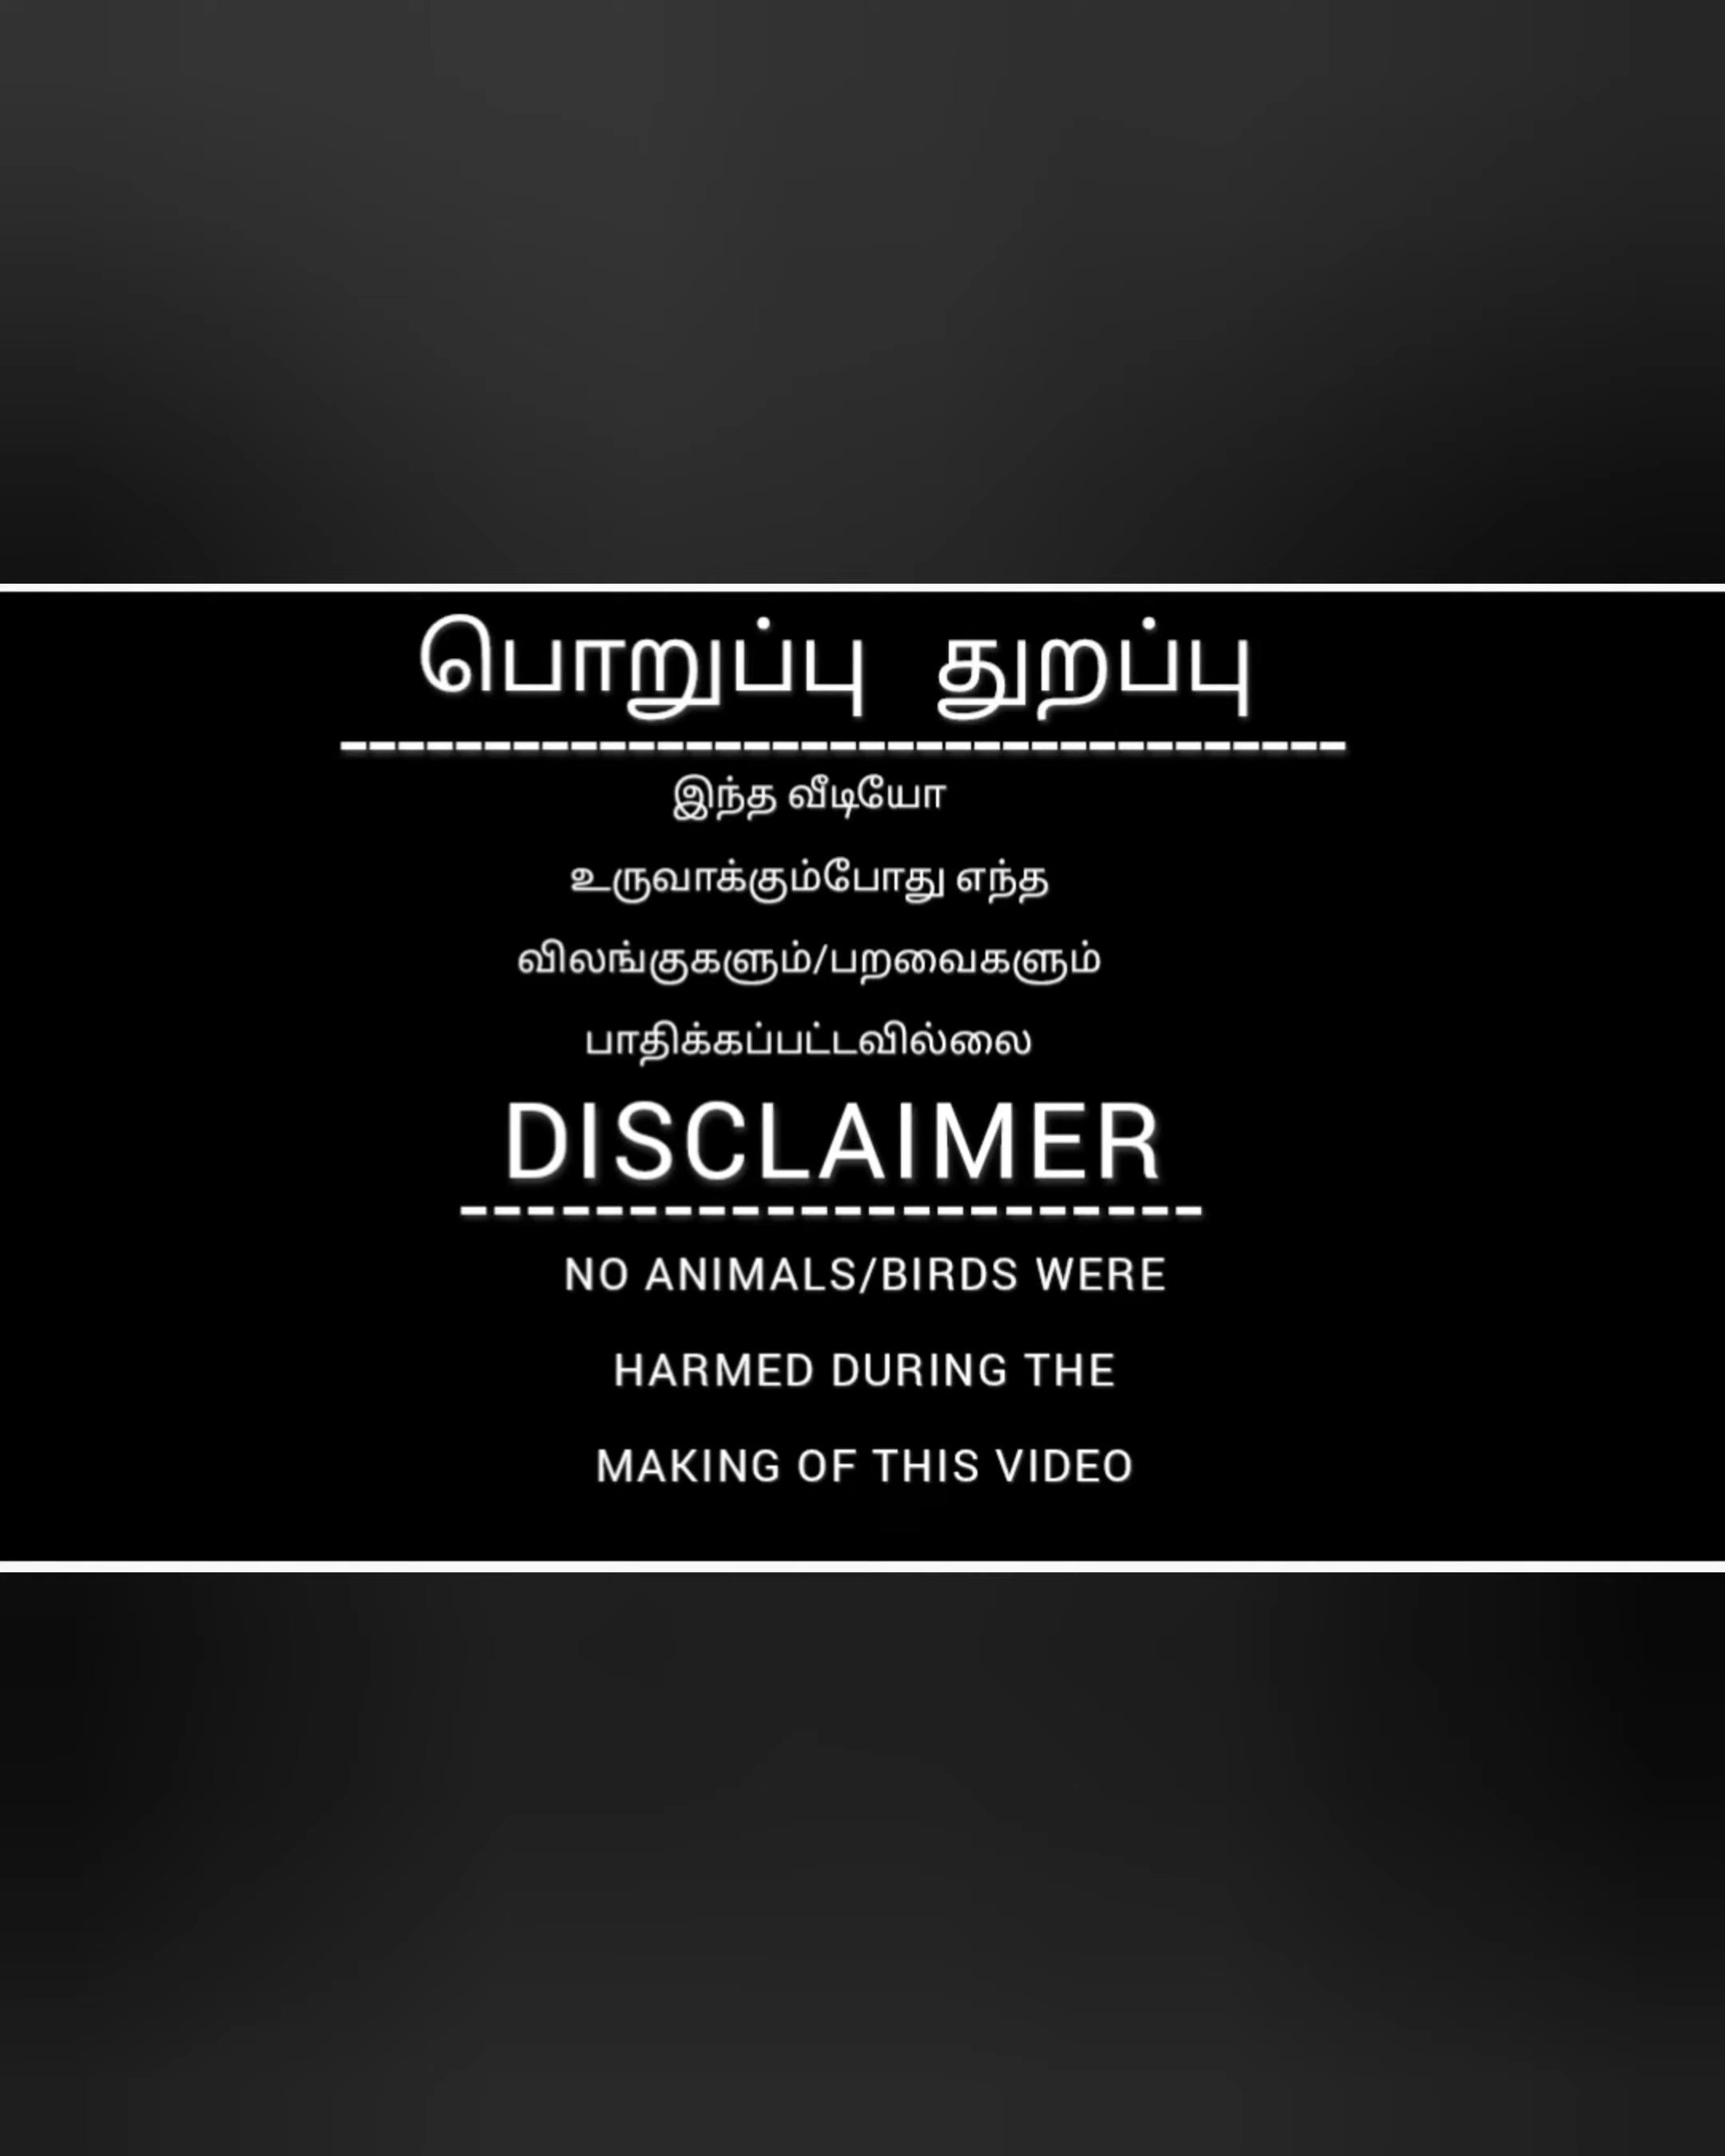 பொறுப்பு துறப்பு
-----------------------------------
இந்த வீடியோ
உருவாக்கும்போது எந்த
விலங்குகளும்/பறவைகளும்
பாதிக்கப்பட்டவில்லை
DISCLAIMER
----------------------
NO ANIMALS/BIRDS WERE
HARMED DURING THE
MAKING OF THIS VIDEO